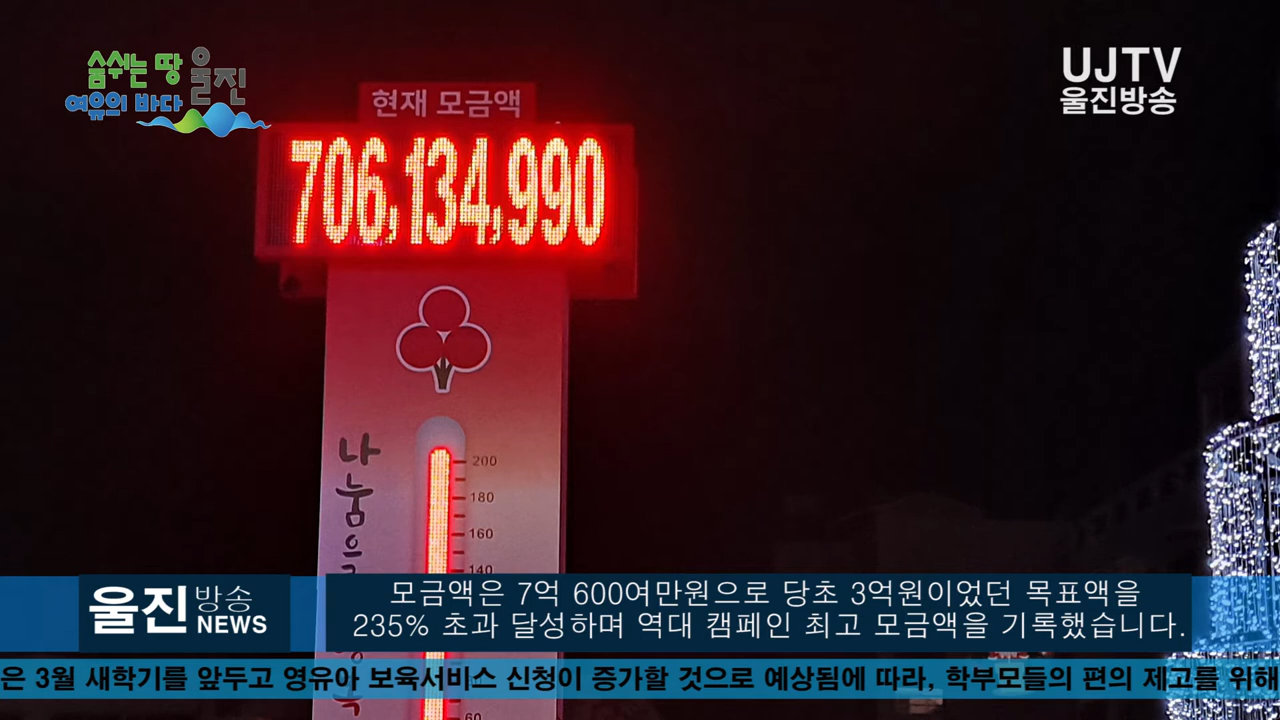 숨쉬는 땅
여유의 바다
울진
UJTV
울진방송
현재 모금액
706,134,990
나눔으로
200
180
160
140
60
울진방송
NEWS
모금액은 7억 600여만원으로 당초 3억원이었던 목표액을
235% 초과 달성하며 역대 캠페인 최고 모금액을 기록했습니다.
은 3월 새학기를 앞두고 영유아 보육서비스 신청이 증가할 것으로 예상됨에 따라, 학부모들의 편의 제고를 위해